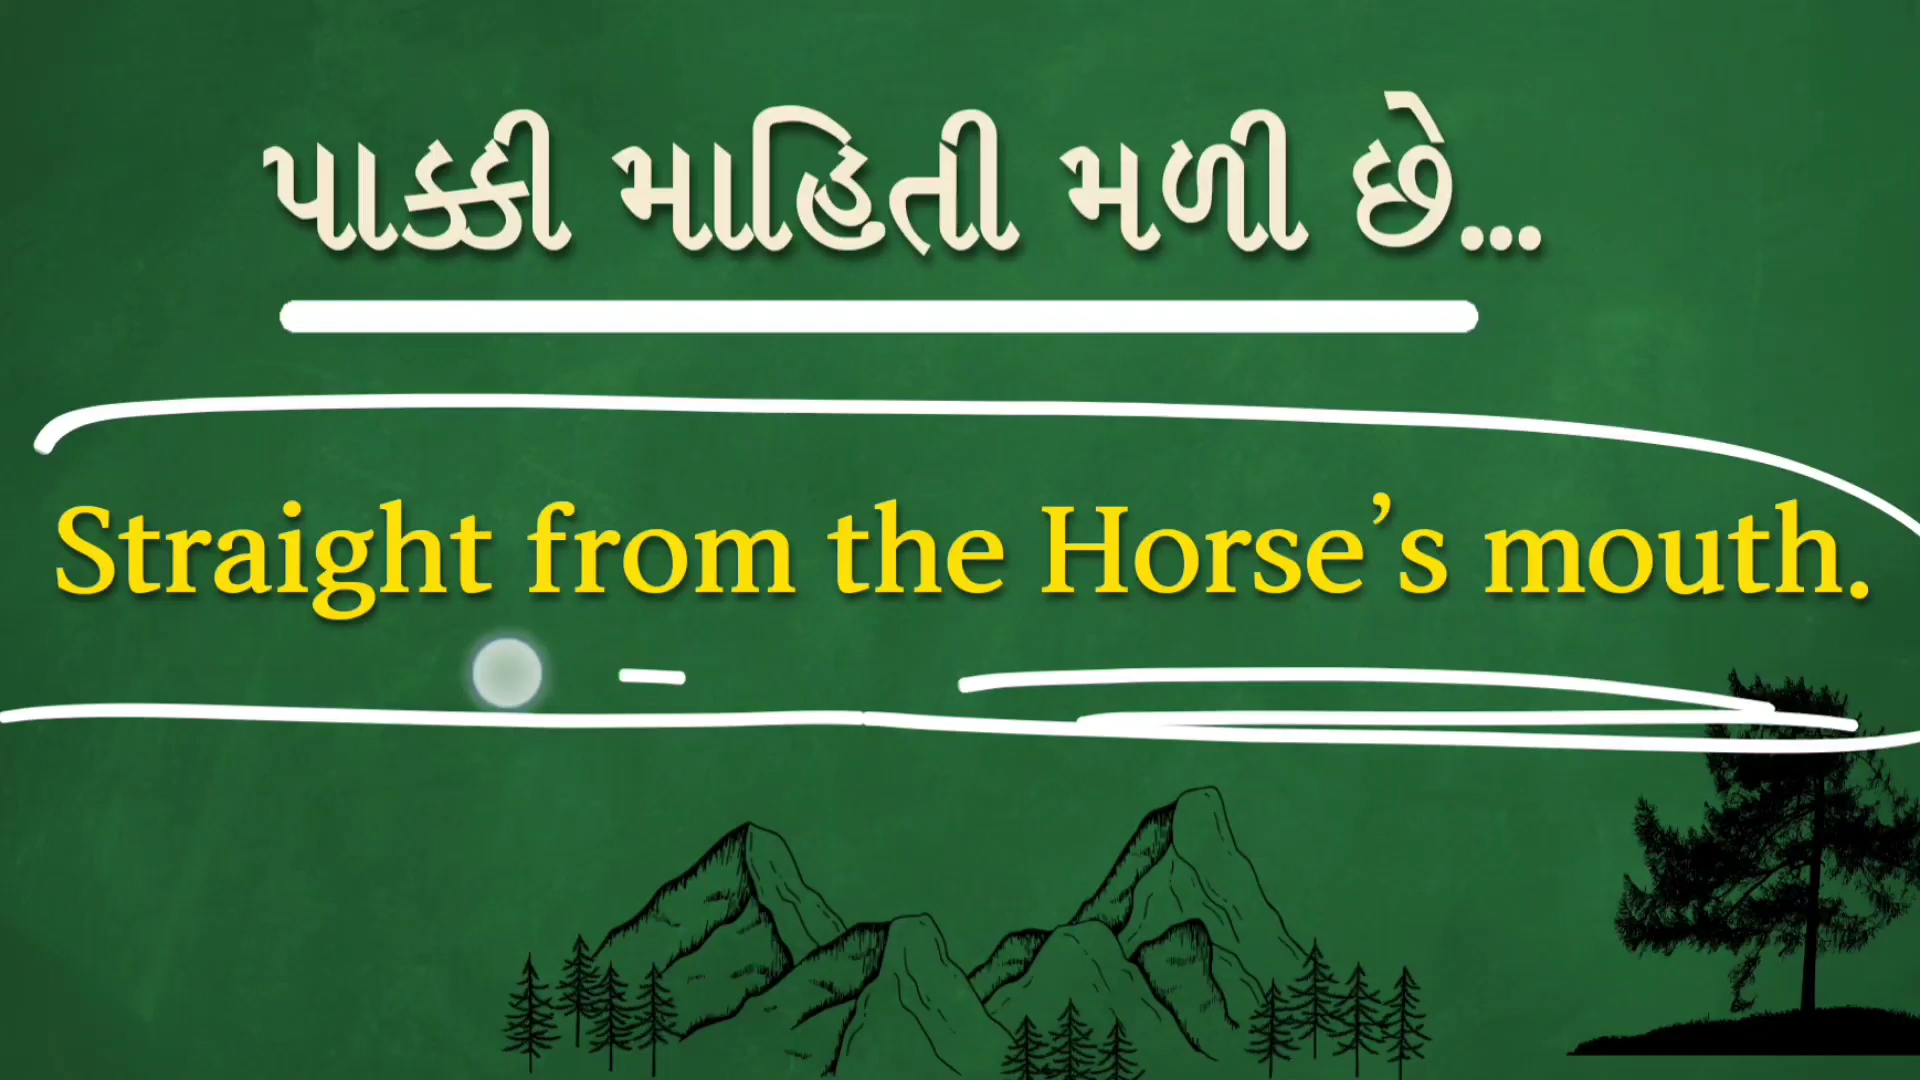 પાક્કી માહિતી મળી છે...
Straight from the Horse’s mouth.